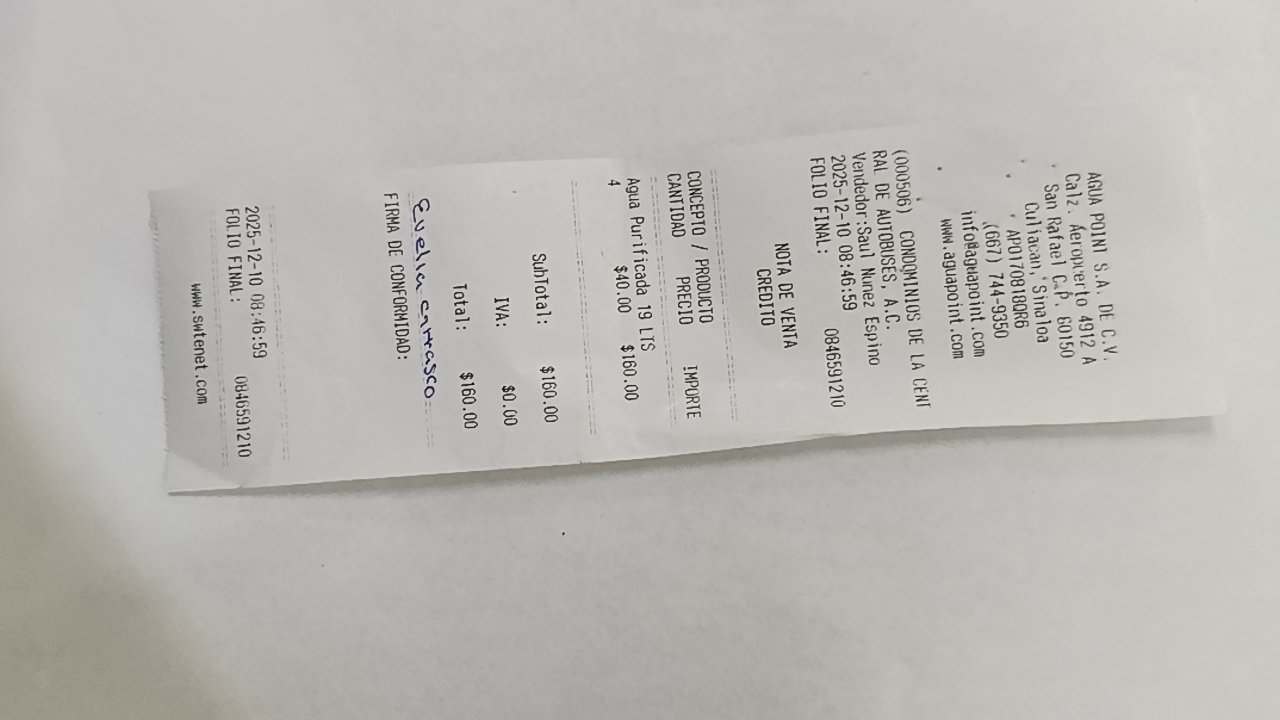 AGUA POINT S.A. DE C.V.
Calz. Aeropuerto 4912 A
San Rafael C.P. 60150
Culiacan, Sinaloa
APO170818QR6
(667) 744-9350
info@aguapoint.com
www.aguapoint.com
(000506) CONDOMINIOS DE LA CENT
RAL DE AUTOBUSES, A.C.
Vendedor:Saul Nunez Espino
2025-12-10 08:46:59
FOLIO FINAL: 0846591210
NOTA DE VENTA
CREDITO
CONCEPTO / PRODUCTO
CANTIDAD PRECIO IMPORTE
Agua Purificada 19 LTS
4 $40.00 $160.00
SubTotal: $160.00
IVA: $0.00
Total: $160.00
Evelia Carrasco
FIRMA DE CONFORMIDAD:
2025-12-10 08:46:59
FOLIO FINAL: 0846591210
www.swtenet.com